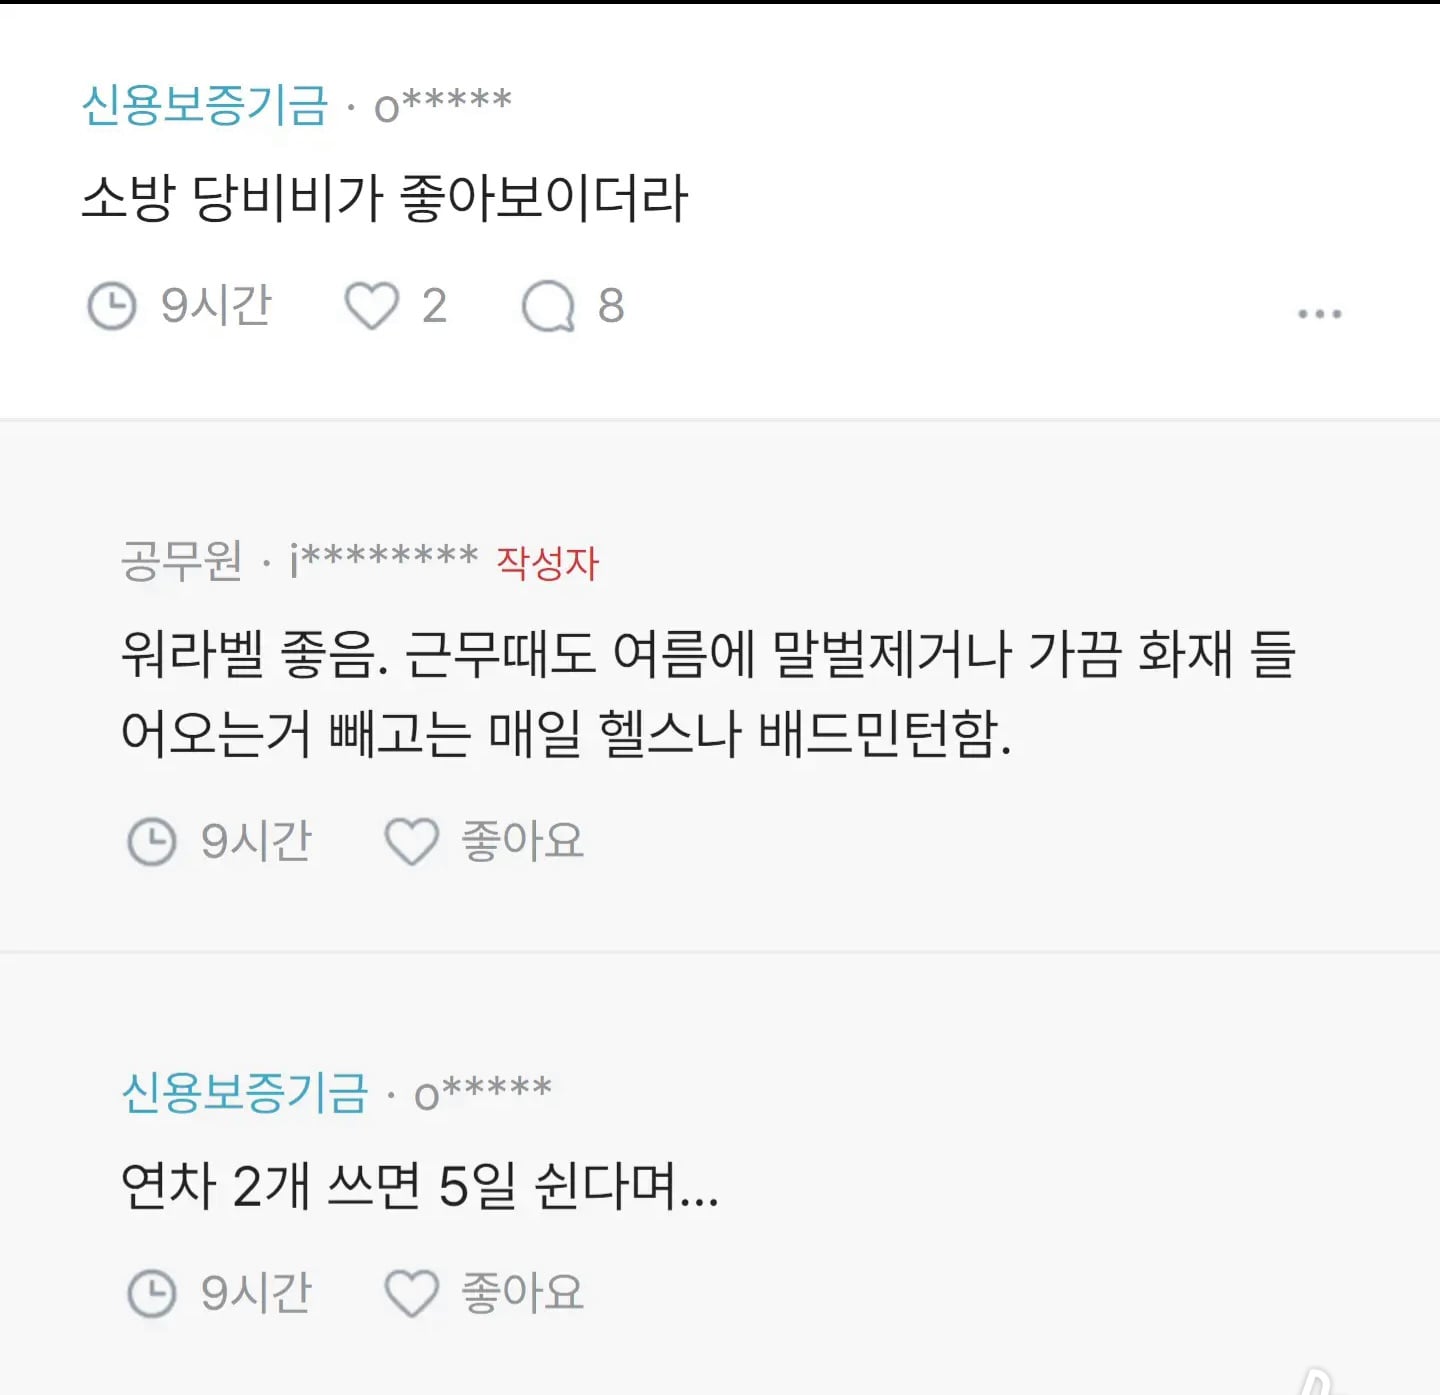 신용보증기금 · o*****
소방 당비비가 좋아보이더라
9시간 2 8
공무원 · i******** 작성자
워라벨 좋음. 근무때도 여름에 말벌제거나 가끔 화재 들
어오는거 빼고는 매일 헬스나 배드민턴함.
9시간 좋아요
신용보증기금 · o*****
연차 2개 쓰면 5일 쉰다며...
9시간 좋아요